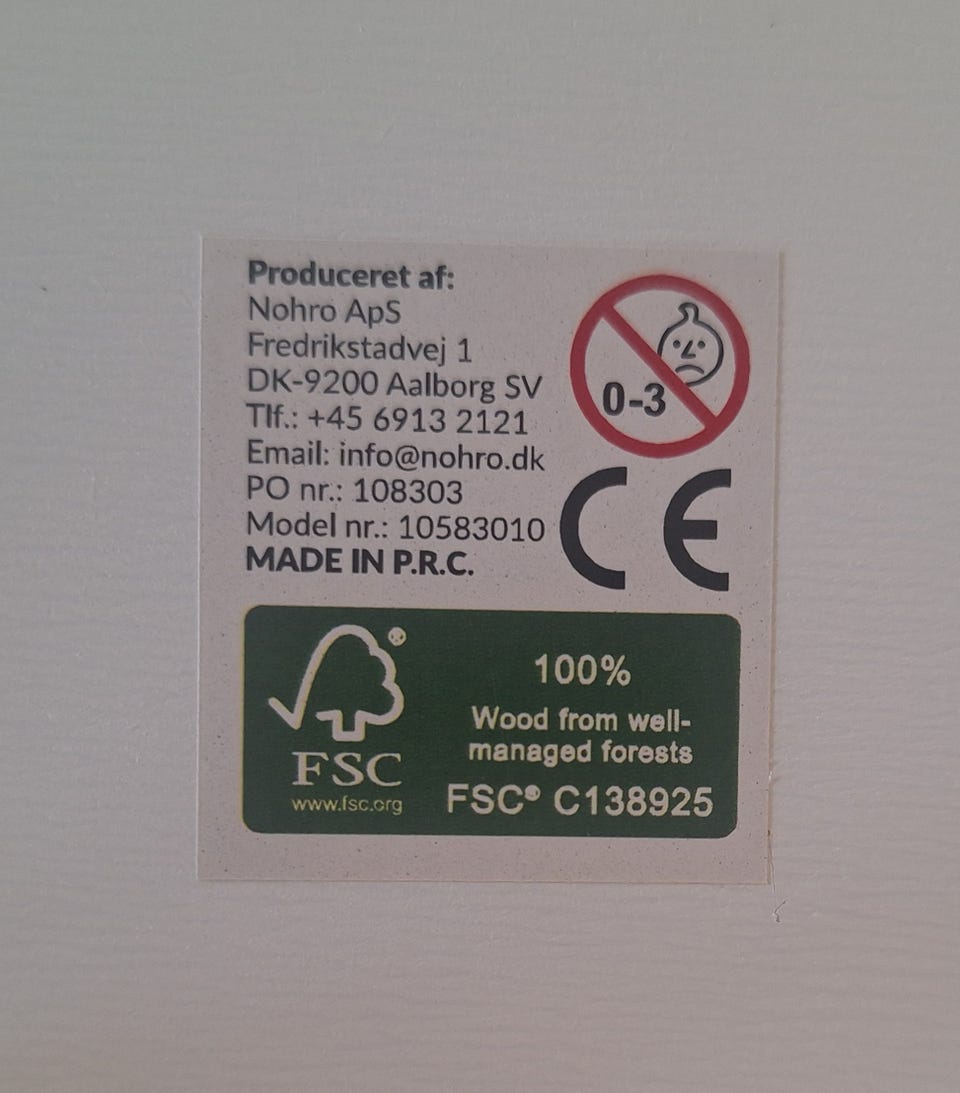 Produceret af:
Nohro ApS
Fredrikstadvej 1
DK-9200 Aalborg SV
Tlf.: +45 6913 2121
Email: info@nohro.dk
PO nr.: 108303
Model nr.: 10583010
MADE IN P.R.C.
0-3
CE
®
FSC
www.fsc.org
100%
Wood from well-
managed forests
FSC® C138925